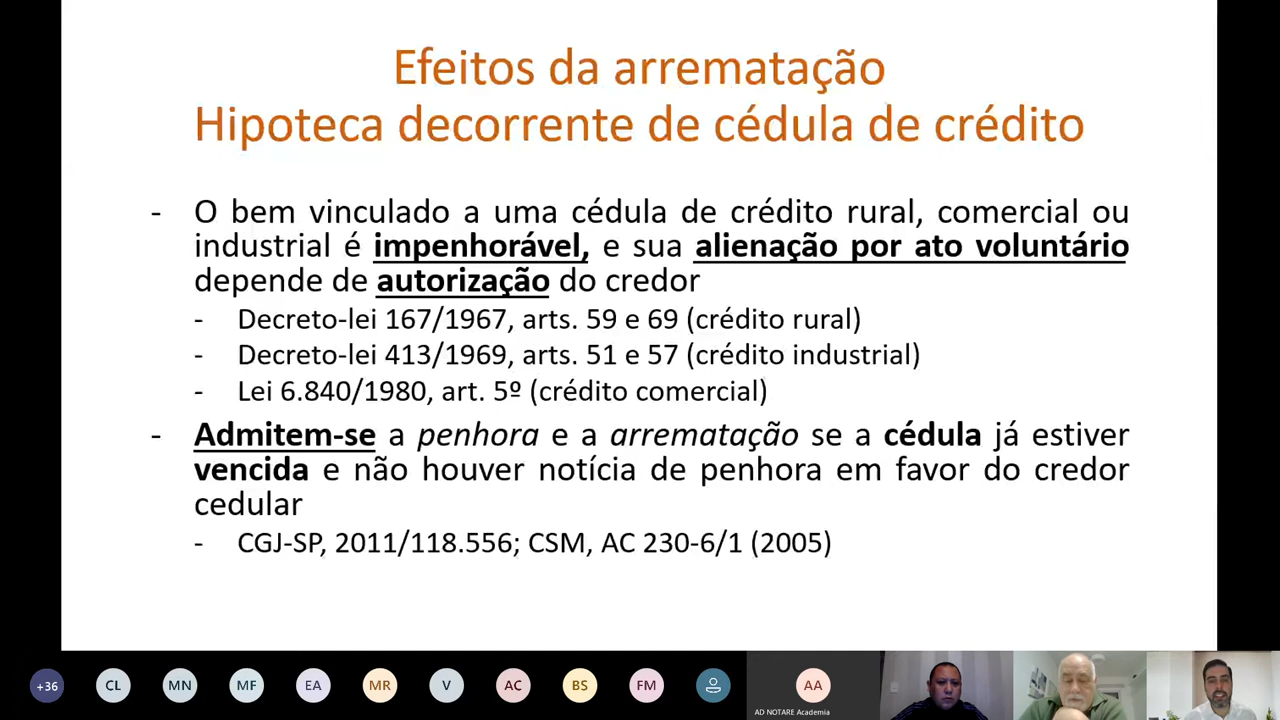 Efeitos da arrematação
Hipoteca decorrente de cédula de crédito
- O bem vinculado a uma cédula de crédito rural, comercial ou
industrial é impenhorável, e sua alienação por ato voluntário
depende de autorização do credor
- Decreto-lei 167/1967, arts. 59 e 69 (crédito rural)
- Decreto-lei 413/1969, arts. 51 e 57 (crédito industrial)
- Lei 6.840/1980, art. 5º (crédito comercial)
- Admitem-se a penhora e a arrematação se a cédula já estiver
vencida e não houver notícia de penhora em favor do credor
cedular
- CGJ-SP, 2011/118.556; CSM, AC 230-6/1 (2005)
+36 CL MN MF EA MR V AC BS FM AA
AD NOTARE Academia